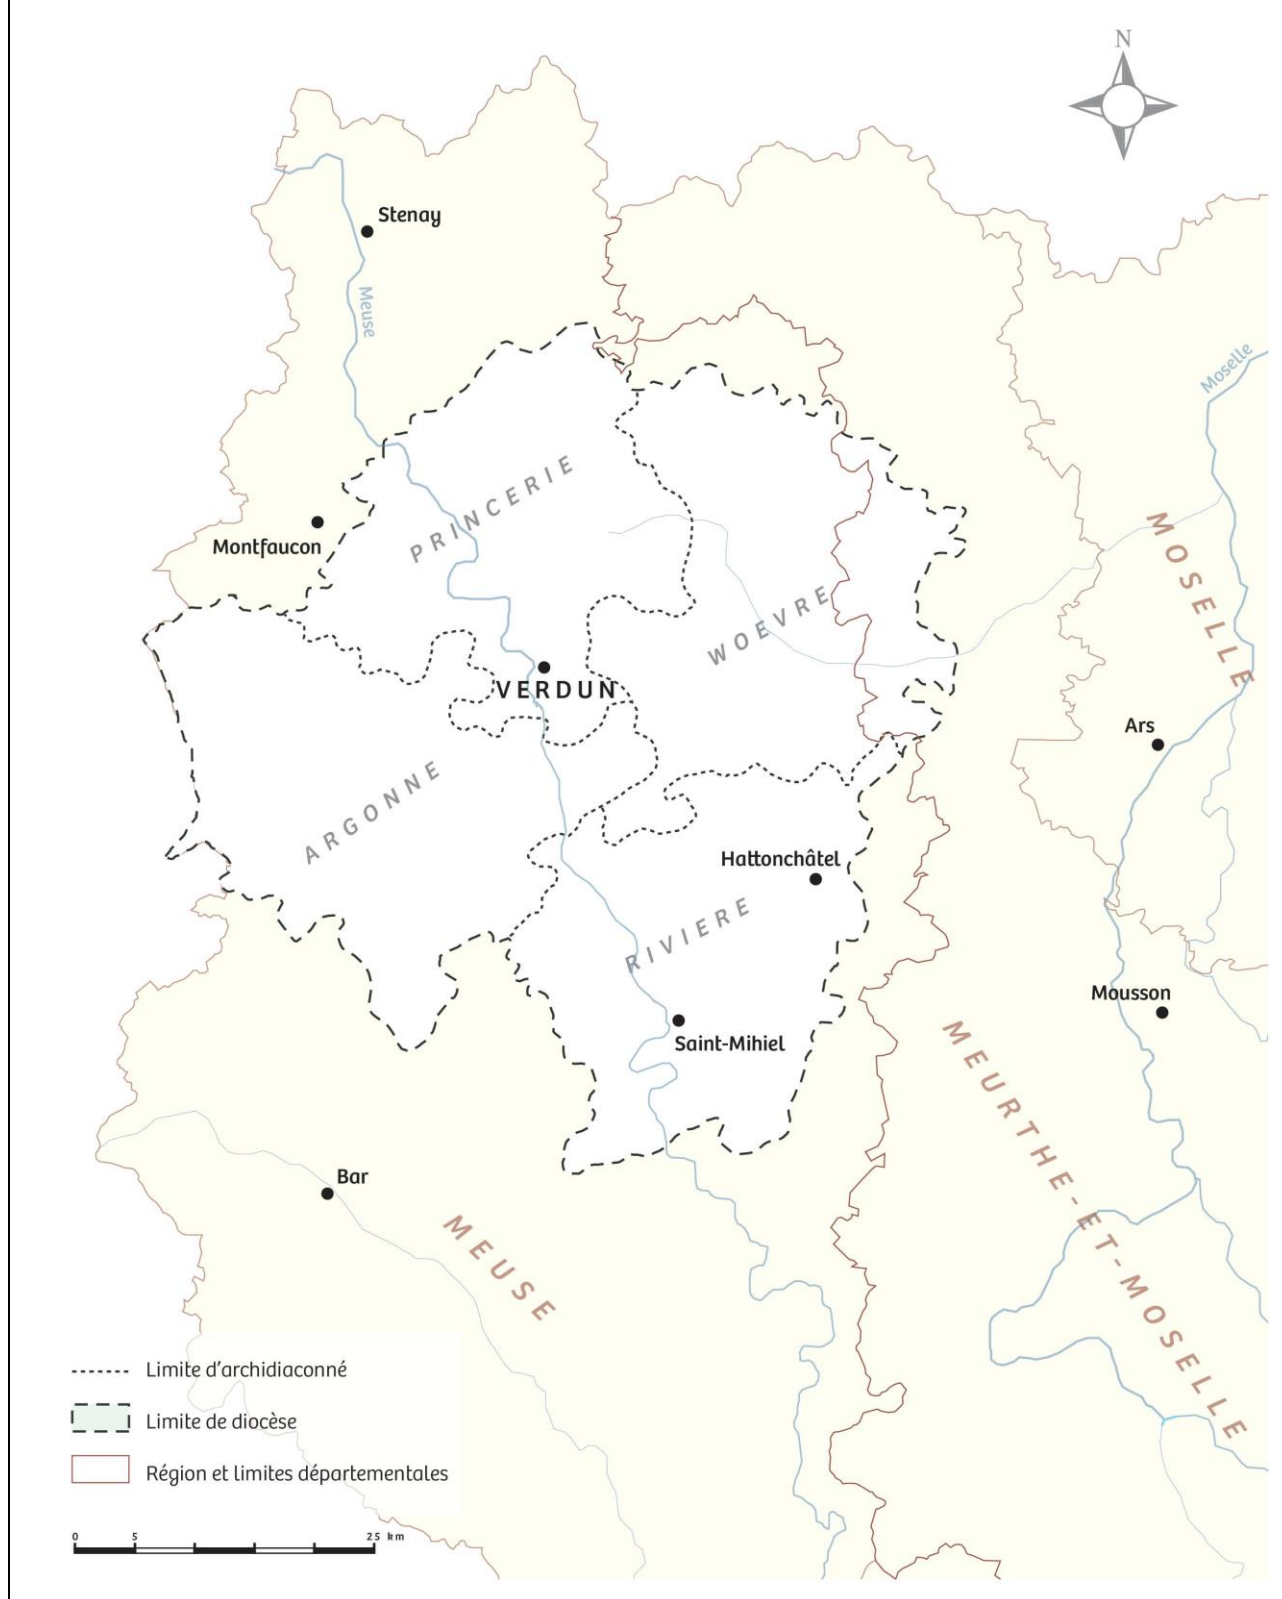 N
Stenay
Meuse
Moselle
PRINCERIE
Montfaucon
MOSELLE
WOEVRE
VERDUN
Ars
ARGONNE
Hattonchâtel
RIVIERE
Mousson
Saint-Mihiel
MEURTHE-ET-MOSELLE
Bar
MEUSE
Limite d'archidiaconné
Limite de diocèse
Région et limites départementales
0 5 25 km